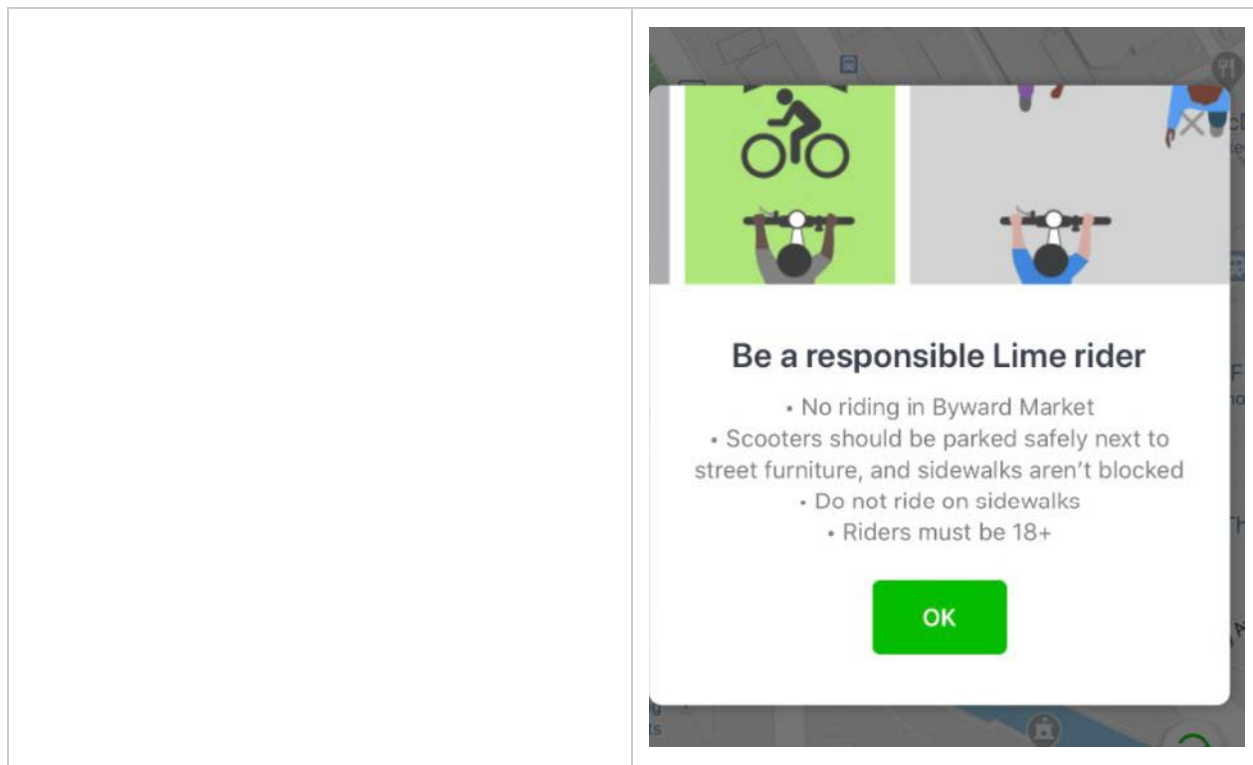 Be a responsible Lime rider
• No riding in Byward Market
• Scooters should be parked safely next to
street furniture, and sidewalks aren't blocked
• Do not ride on sidewalks
• Riders must be 18+
OK